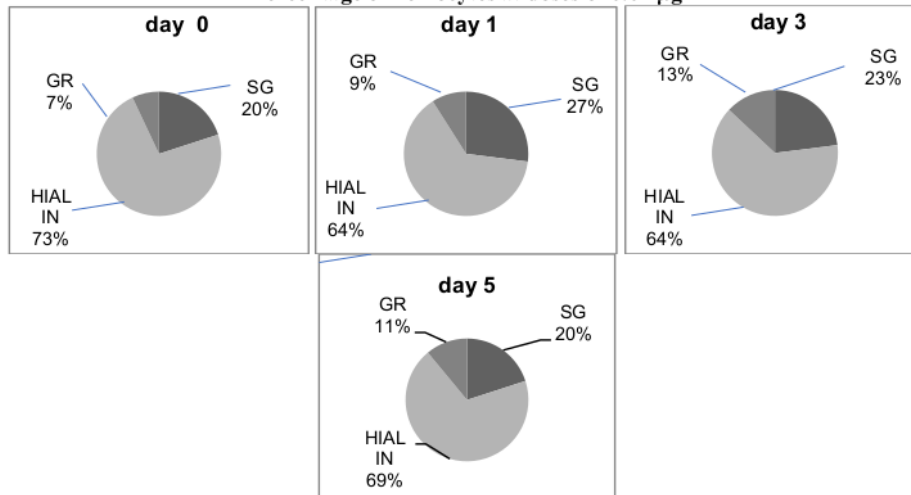 day 0
GR
7%
SG
20%
HIAL
IN
73%
day 1
GR
9%
SG
27%
HIAL
IN
64%
day 3
GR
13%
SG
23%
HIAL
IN
64%
day 5
GR
11%
SG
20%
HIAL
IN
69%